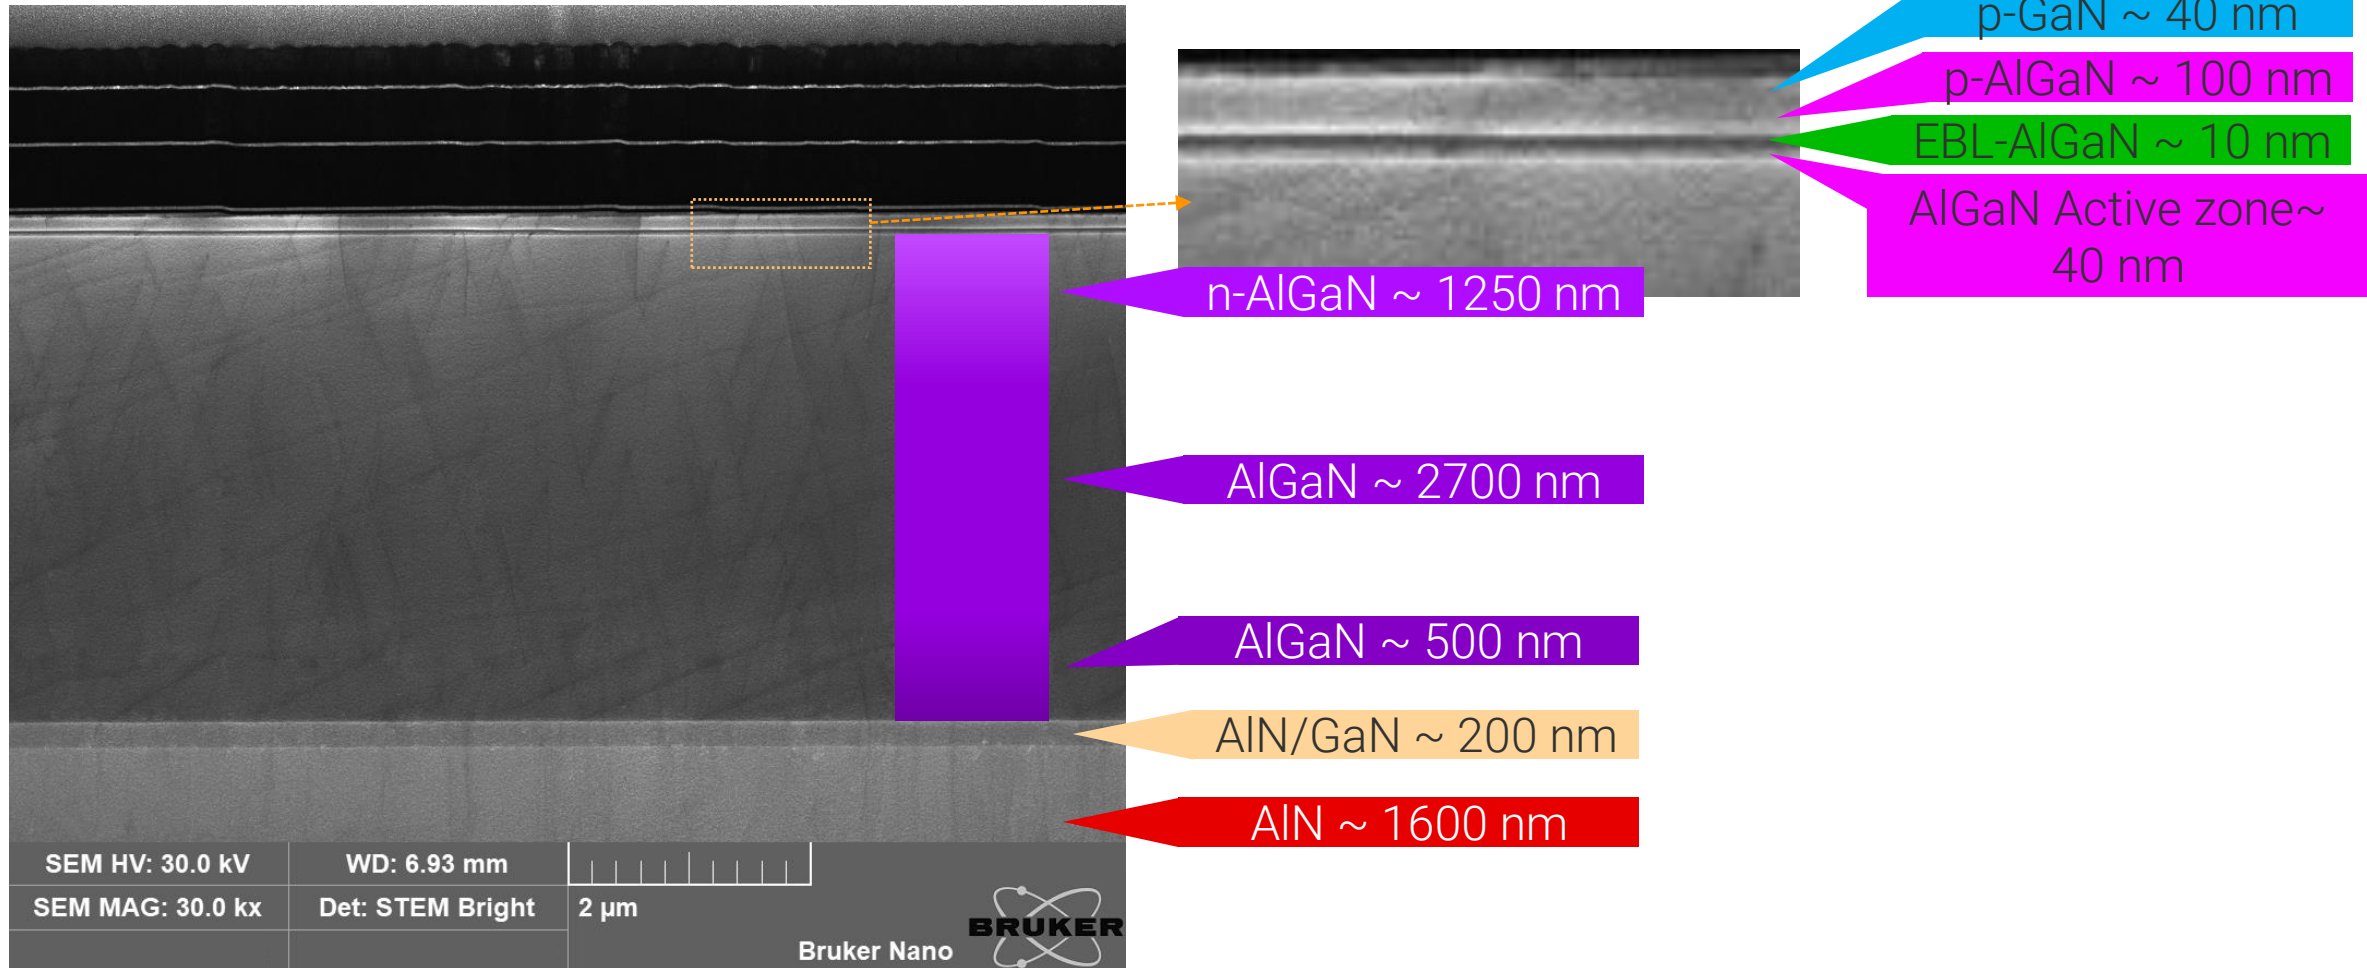 p-GaN ~ 40 nm
p-AlGaN ~ 100 nm
EBL-AlGaN ~ 10 nm
AlGaN Active zone~
40 nm
n-AlGaN ~ 1250 nm
AlGaN ~ 2700 nm
AlGaN ~ 500 nm
AlN/GaN ~ 200 nm
AlN ~ 1600 nm
SEM HV: 30.0 kV
WD: 6.93 mm
SEM MAG: 30.0 kx
Det: STEM Bright
2 µm
BRUKER
Bruker Nano